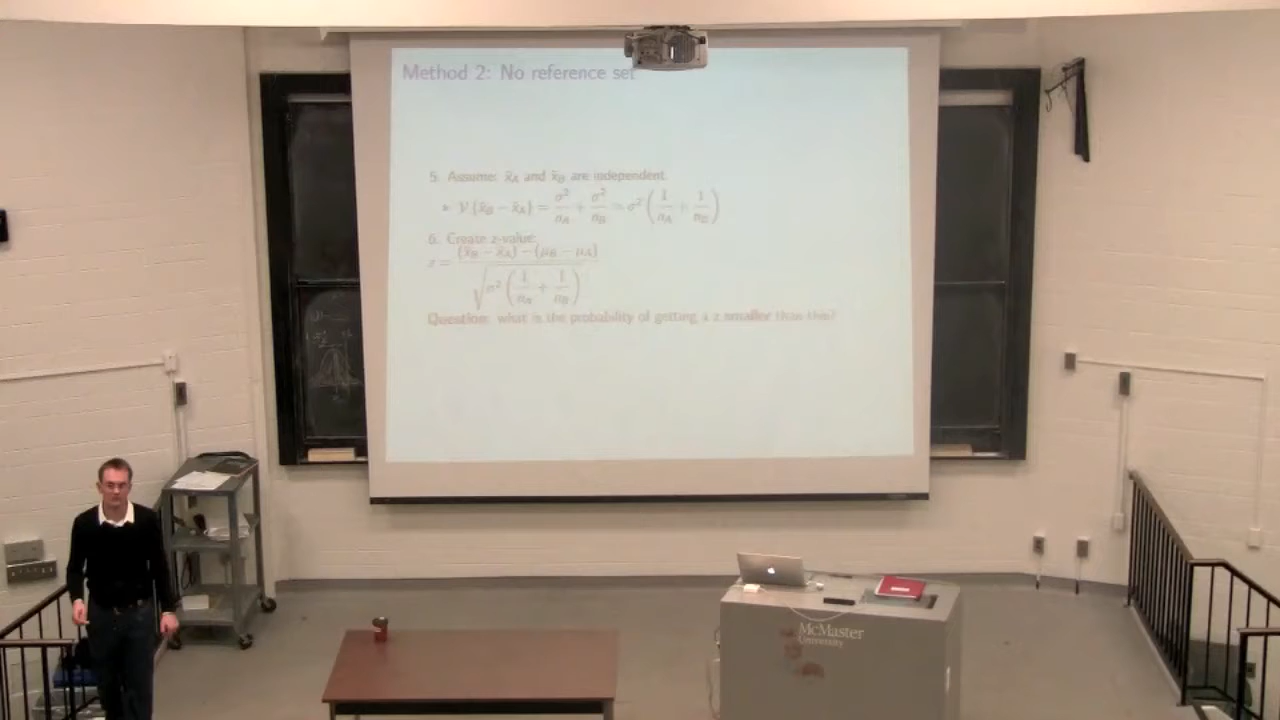 Method 2: No reference set
5. Assume: x̄_A and x̄_B are independent
▸ V{x̄_B − x̄_A} = σ²/n_A + σ²/n_B = σ²(1/n_A + 1/n_B)
6. Create z-value:
z = ((x̄_B − x̄_A) − (μ_B − μ_A)) / √(σ²(1/n_A + 1/n_B))
Question: what is the probability of getting a z smaller than this?
McMaster
University